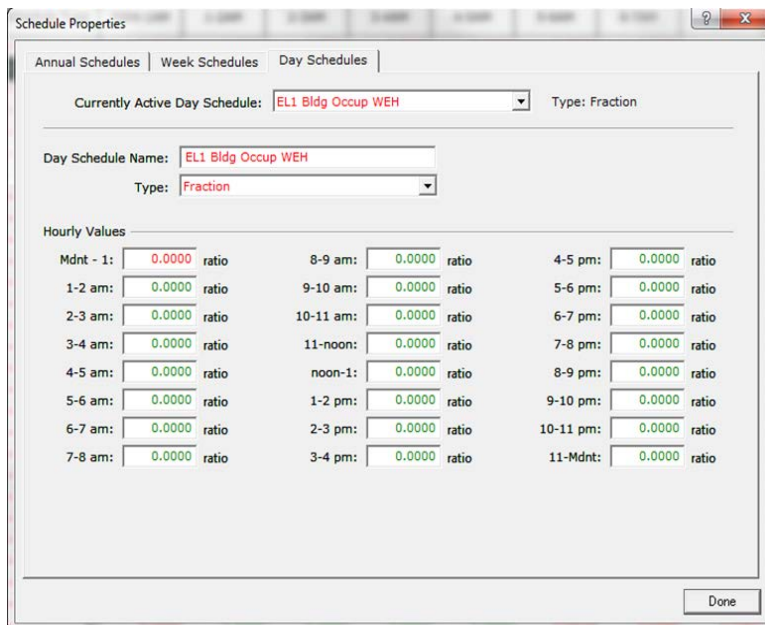 Schedule Properties
Annual Schedules Week Schedules Day Schedules
Currently Active Day Schedule: EL1 Bldg Occup WEH Type: Fraction
Day Schedule Name: EL1 Bldg Occup WEH
Type: Fraction
Hourly Values
Mdnt - 1: 0.0000 ratio 8-9 am: 0.0000 ratio 4-5 pm: 0.0000 ratio
1-2 am: 0.0000 ratio 9-10 am: 0.0000 ratio 5-6 pm: 0.0000 ratio
2-3 am: 0.0000 ratio 10-11 am: 0.0000 ratio 6-7 pm: 0.0000 ratio
3-4 am: 0.0000 ratio 11-noon: 0.0000 ratio 7-8 pm: 0.0000 ratio
4-5 am: 0.0000 ratio noon-1: 0.0000 ratio 8-9 pm: 0.0000 ratio
5-6 am: 0.0000 ratio 1-2 pm: 0.0000 ratio 9-10 pm: 0.0000 ratio
6-7 am: 0.0000 ratio 2-3 pm: 0.0000 ratio 10-11 pm: 0.0000 ratio
7-8 am: 0.0000 ratio 3-4 pm: 0.0000 ratio 11-Mdnt: 0.0000 ratio
Done